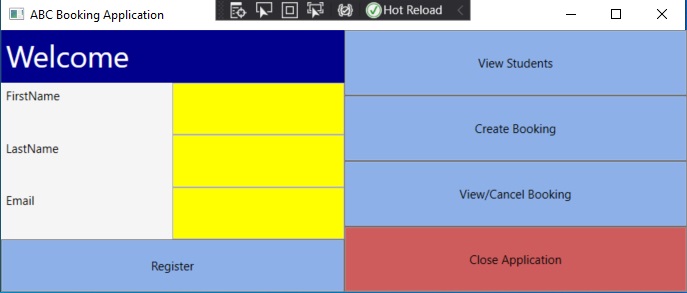 ABC Booking Application
Hot Reload
Welcome
FirstName
LastName
Email
Register
View Students
Create Booking
View/Cancel Booking
Close Application